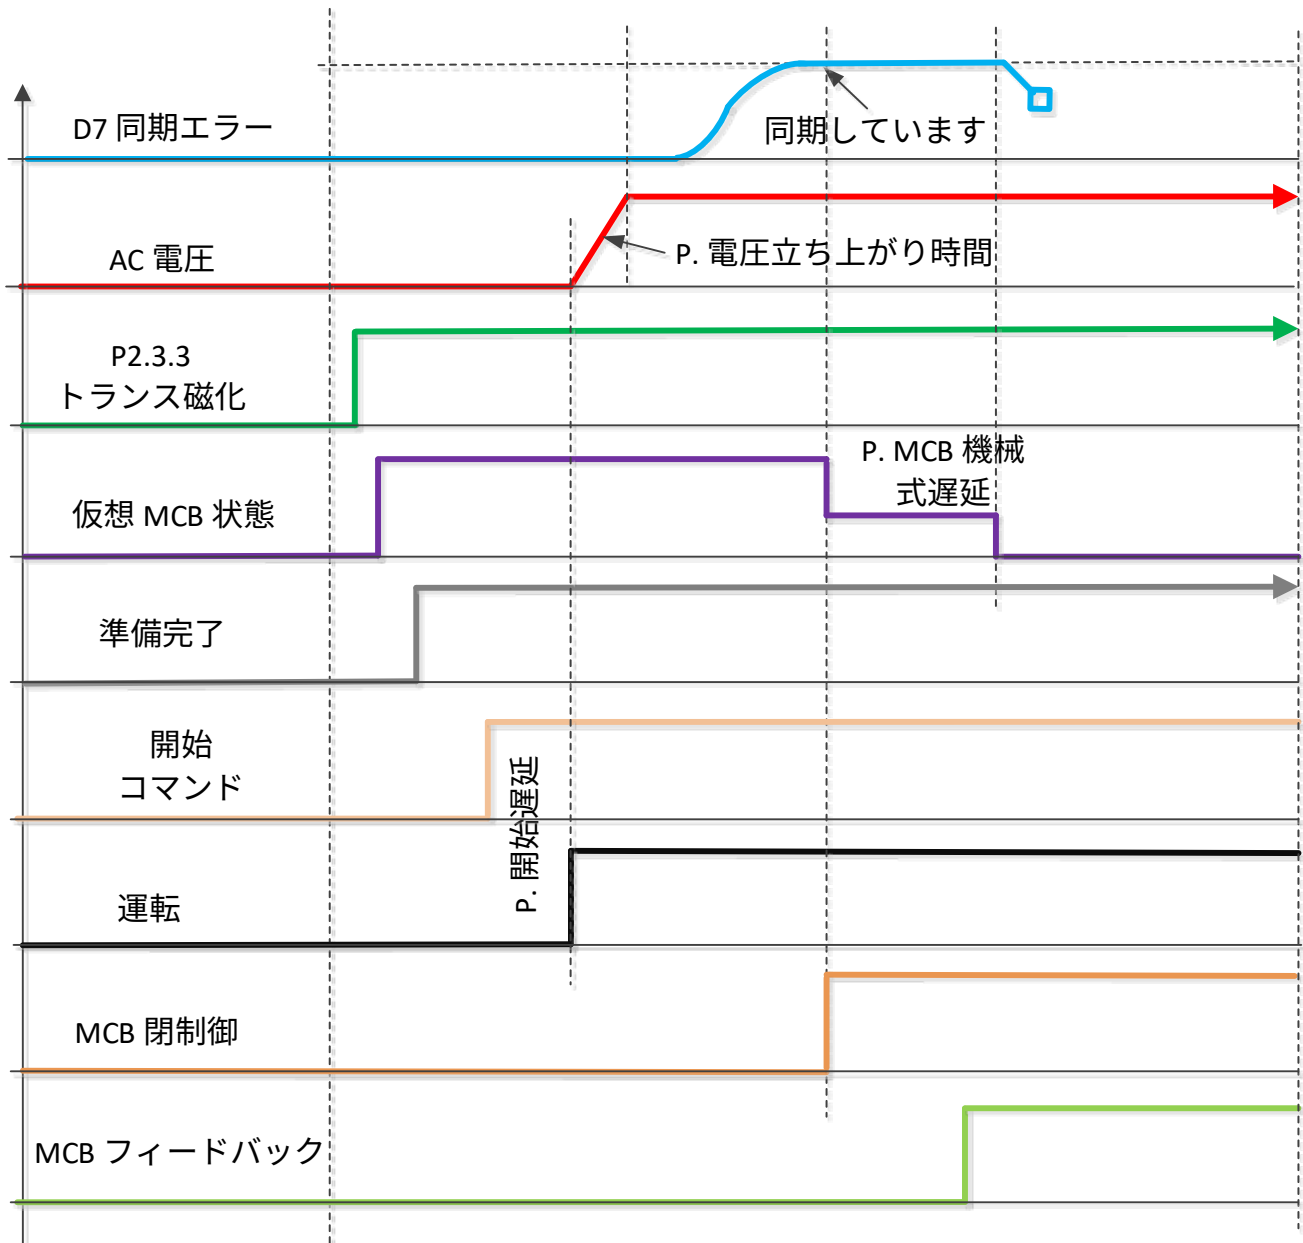 D7 同期エラー
同期しています
AC 電圧
P. 電圧立ち上がり時間
P2.3.3
トランス磁化
P. MCB 機械
式遅延
仮想 MCB 状態
準備完了
開始
コマンド
P. 開始遅延
運転
MCB 閉制御
MCB フィードバック